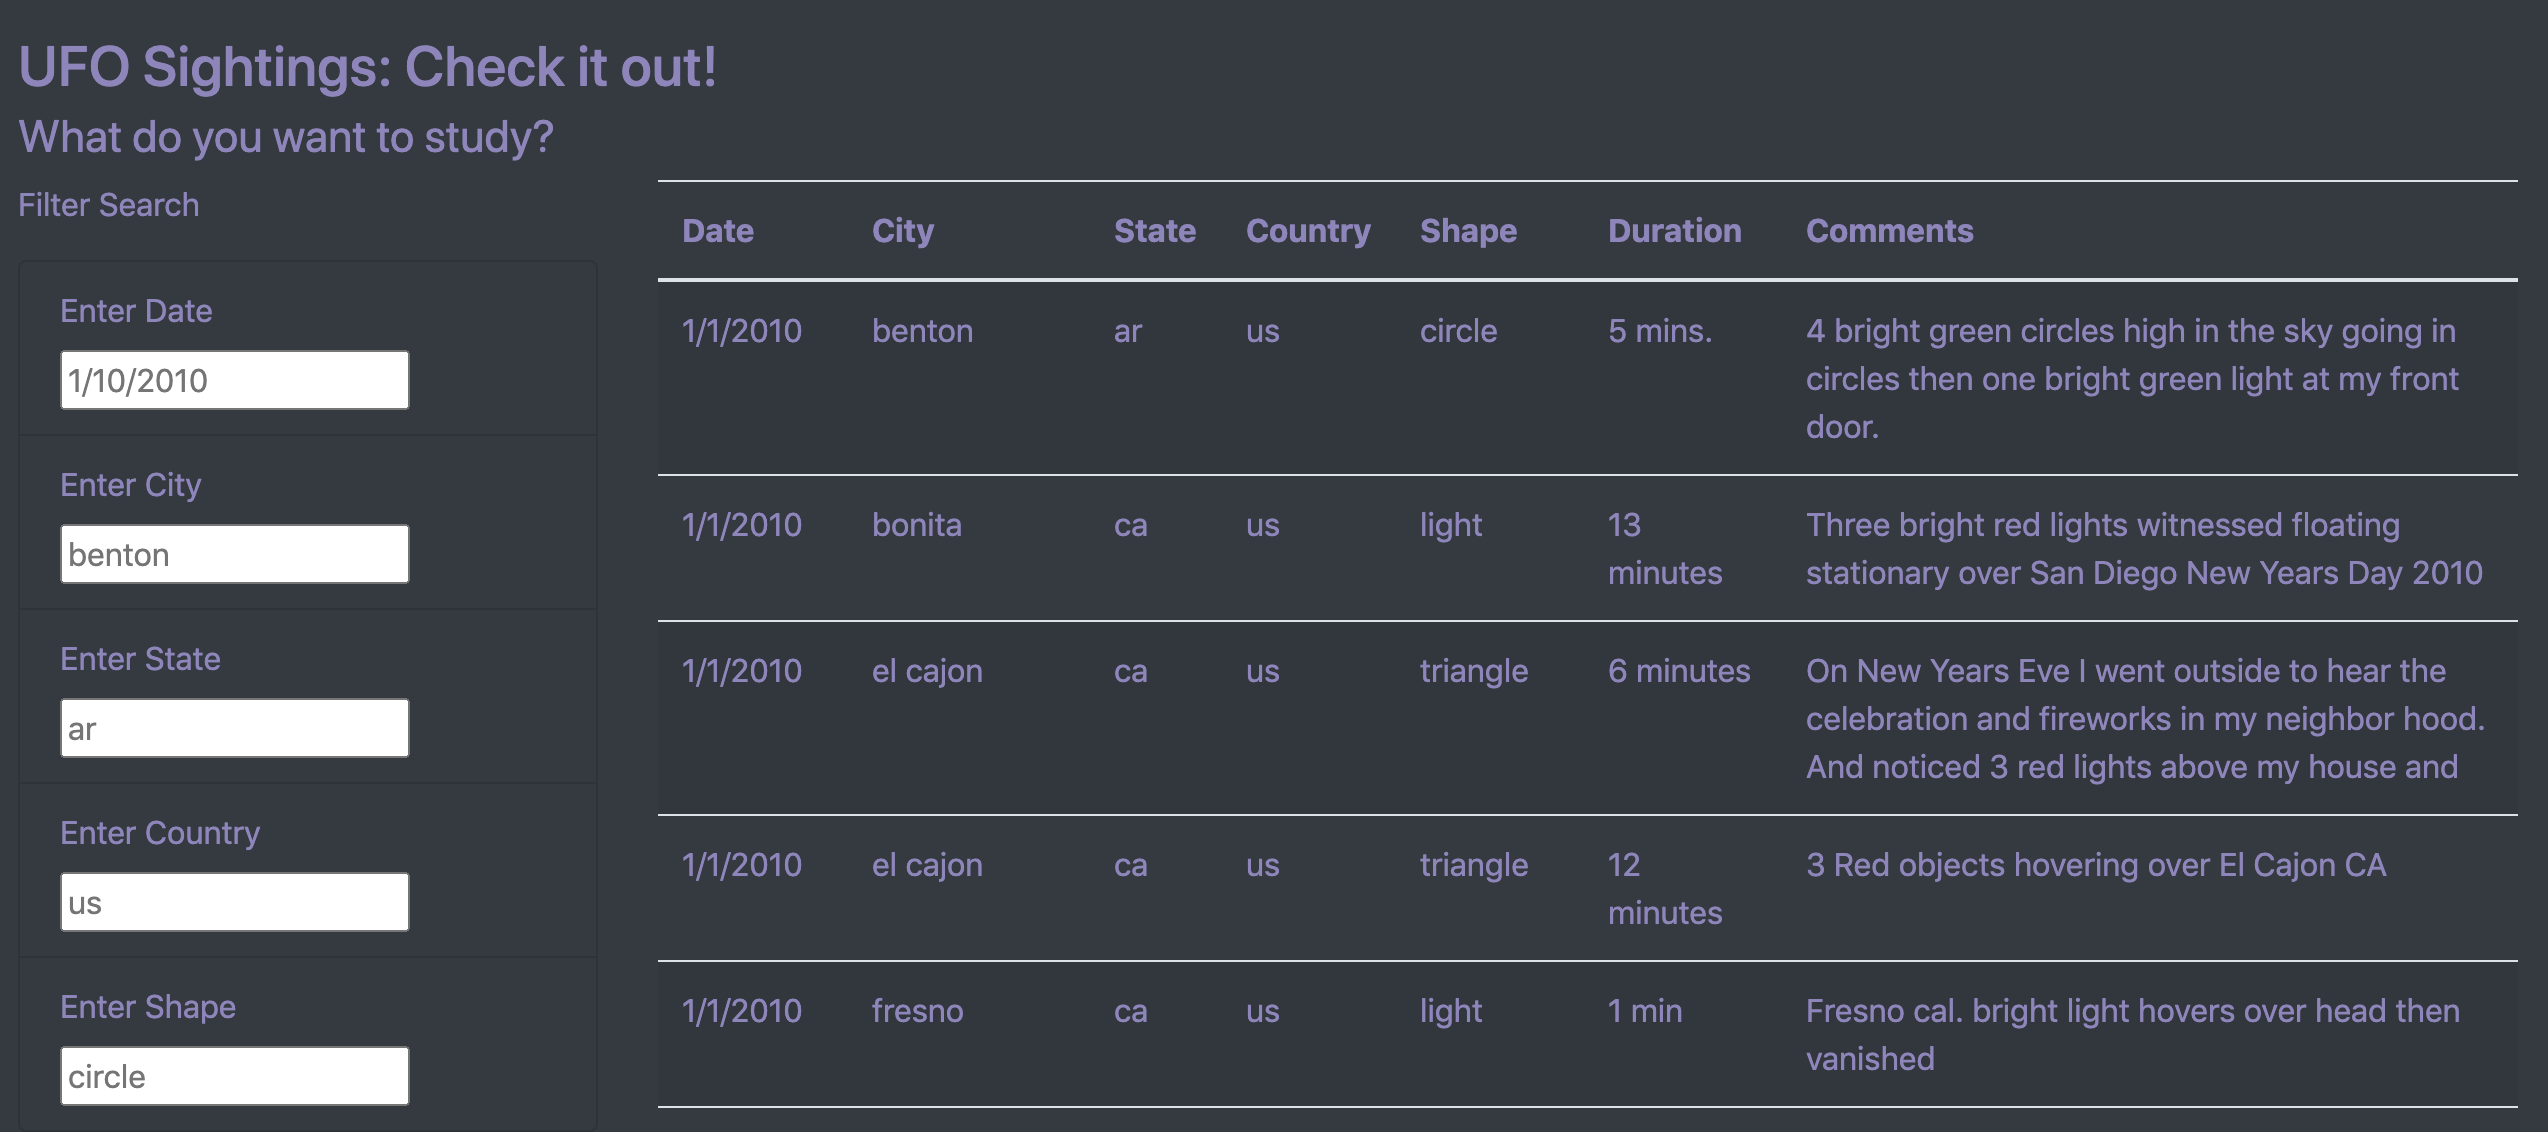 UFO Sightings: Check it out!
What do you want to study?
Filter Search
Enter Date
1/10/2010
Enter City
benton
Enter State
ar
Enter Country
us
Enter Shape
circle
Date City State Country Shape Duration Comments
1/1/2010 benton ar us circle 5 mins. 4 bright green circles high in the sky going in
circles then one bright green light at my front
door.
1/1/2010 bonita ca us light 13 Three bright red lights witnessed floating
minutes stationary over San Diego New Years Day 2010
1/1/2010 el cajon ca us triangle 6 minutes On New Years Eve I went outside to hear the
celebration and fireworks in my neighbor hood.
And noticed 3 red lights above my house and
1/1/2010 el cajon ca us triangle 12 3 Red objects hovering over El Cajon CA
minutes
1/1/2010 fresno ca us light 1 min Fresno cal. bright light hovers over head then
vanished